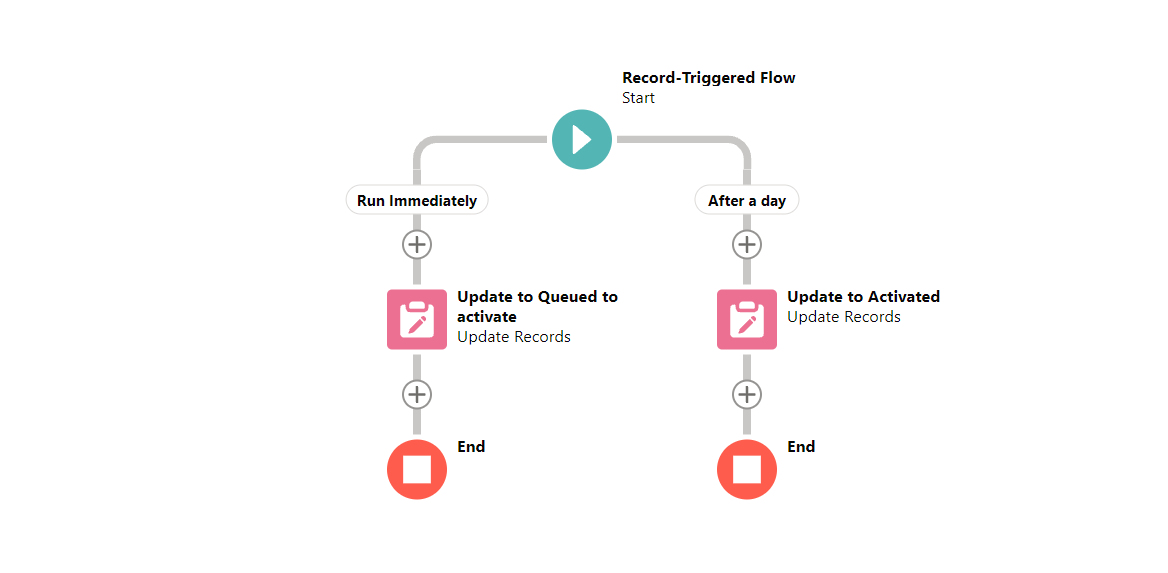 Record-Triggered Flow
Start
Run Immediately
After a day
Update to Queued to
activate
Update Records
Update to Activated
Update Records
End
End